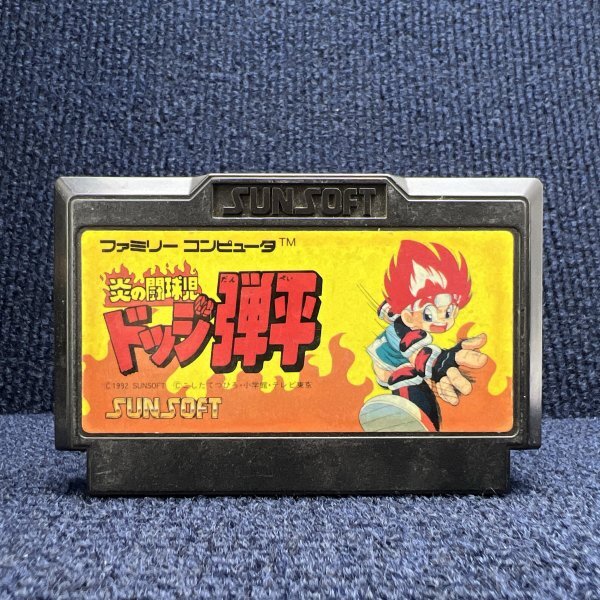 SUNSOFT
ファミリー コンピュータ™
炎の闘球児
だん ぺい
ドッジ弾平
©1992 SUNSOFT ©こしたてつひろ・小学館・テレビ東京
SUNSOFT